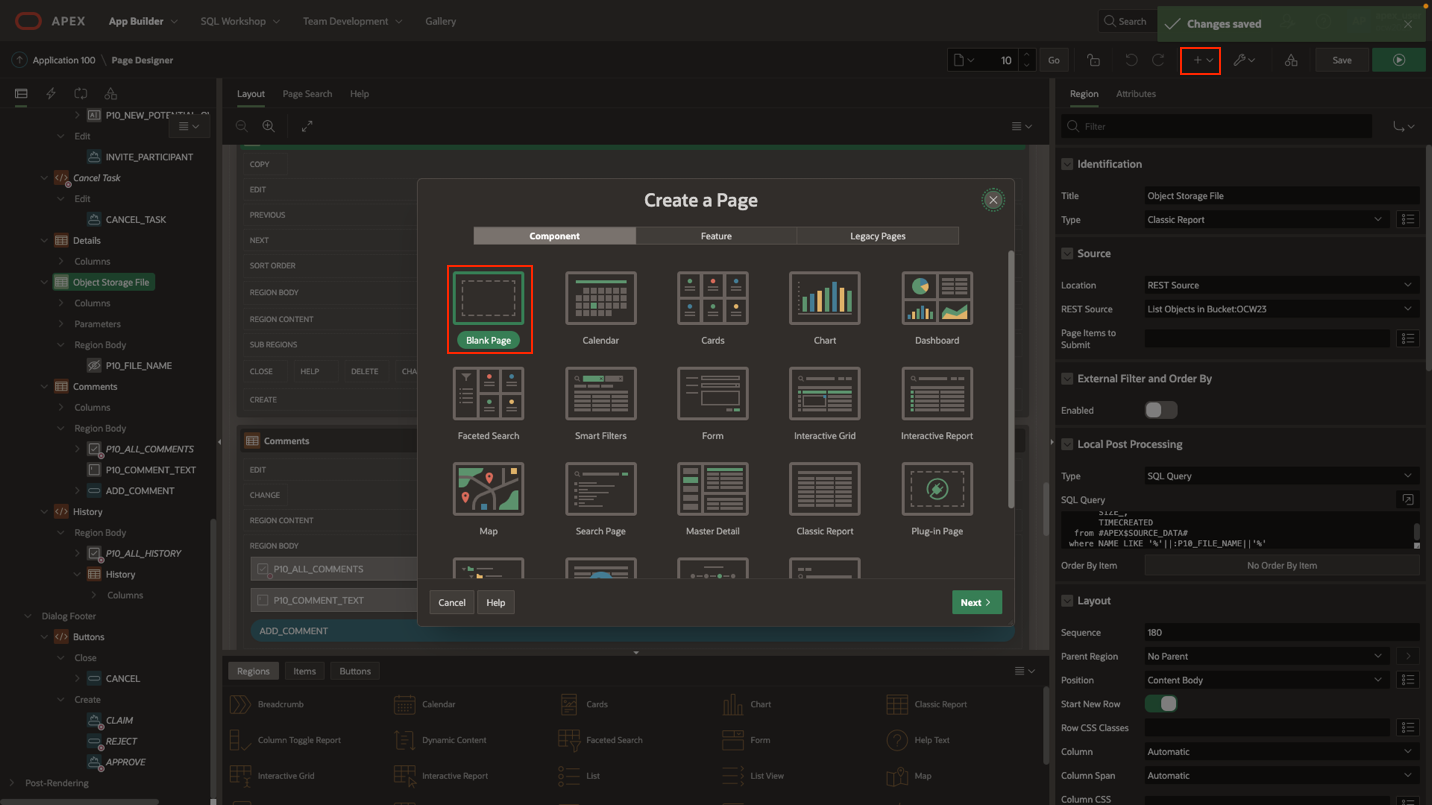 APEX
App Builder
SQL Workshop
Team Development
Gallery
Search
Changes saved
Application 100 \ Page Designer
10
Go
Save
P10_NEW_POTENTIAL_
Edit
INVITE_PARTICIPANT
Cancel Task
Edit
CANCEL_TASK
Details
Columns
Object Storage File
Columns
Parameters
Region Body
P10_FILE_NAME
Comments
Columns
Region Body
P10_ALL_COMMENTS
P10_COMMENT_TEXT
ADD_COMMENT
History
Region Body
P10_ALL_HISTORY
History
Columns
Dialog Footer
Buttons
Close
CANCEL
Create
CLAIM
REJECT
APPROVE
Post-Rendering
Layout
Page Search
Help
COPY
EDIT
PREVIOUS
NEXT
SORT ORDER
REGION BODY
REGION CONTENT
SUB REGIONS
CLOSE
HELP
DELETE
CHA
CREATE
Comments
EDIT
CHANGE
REGION CONTENT
REGION BODY
P10_ALL_COMMENTS
P10_COMMENT_TEXT
ADD_COMMENT
Create a Page
Component
Feature
Legacy Pages
Blank Page
Calendar
Cards
Chart
Dashboard
Faceted Search
Smart Filters
Form
Interactive Grid
Interactive Report
Map
Search Page
Master Detail
Classic Report
Plug-in Page
Cancel
Help
Next
Regions
Items
Buttons
Breadcrumb
Calendar
Cards
Chart
Classic Report
Column Toggle Report
Dynamic Content
Faceted Search
Form
Help Text
Interactive Grid
Interactive Report
List
List View
Map
Region
Attributes
Filter
Identification
Title
Object Storage File
Type
Classic Report
Source
Location
REST Source
REST Source
List Objects in Bucket:OCW23
Page Items to
Submit
External Filter and Order By
Enabled
Local Post Processing
Type
SQL Query
SQL Query
SIZE_,
TIMECREATED
from #APEX$SOURCE_DATA#
where NAME LIKE '%'||:P10_FILE_NAME||'%'
Order By Item
No Order By Item
Layout
Sequence
180
Parent Region
No Parent
Position
Content Body
Start New Row
Row CSS Classes
Column
Automatic
Column Span
Automatic
Column CSS